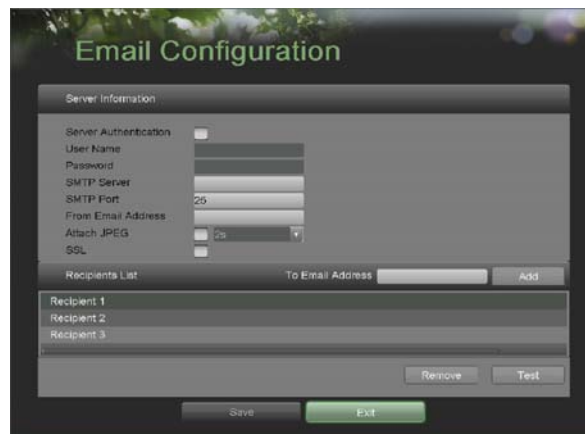 Email Configuration
Server Information
Server Authentication
User Name
Password
SMTP Server
SMTP Port 25
From Email Address
Attach JPEG 2s
SSL
Recipients List To Email Address Add
Recipient 1
Recipient 2
Recipient 3
Remove Test
Save Exit